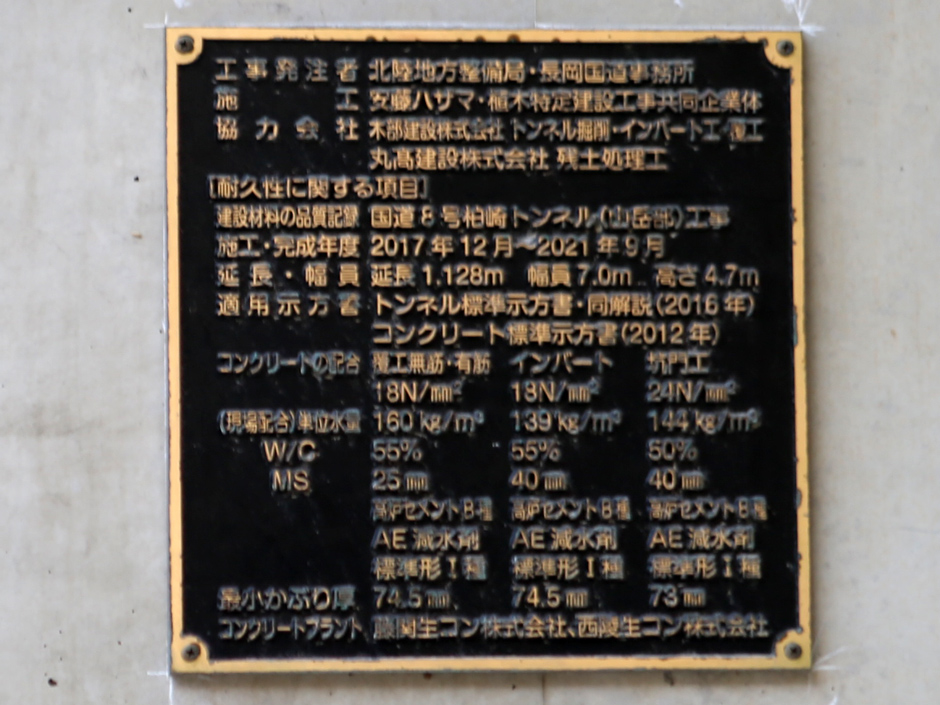 工事発注者 北陸地方整備局・長岡国道事務所
施工 安藤ハザマ・植木特定建設工事共同企業体
協力会社 木部建設株式会社 トンネル掘削・インバート工・覆工
丸高建設株式会社 残土処理工
[耐久性に関する項目]
建設材料の品質記録 国道8号柏崎トンネル(山岳部)工事
施工・完成年度 2017年12月～2021年9月
延長・幅員 延長1,128m 幅員7.0m 高さ4.7m
適用示方書 トンネル標準示方書・同解説(2016年)
コンクリート標準示方書(2012年)
コンクリートの配合 覆工無筋・有筋 インバート 坑門工
18N/㎟ 18N/㎟ 24N/㎟
(現場配合)単位水量 160kg/㎥ 139kg/㎥ 144kg/㎥
W/C 55% 55% 50%
MS 25㎜ 40㎜ 40㎜
高炉セメントB種 高炉セメントB種 高炉セメントB種
AE減水剤 AE減水剤 AE減水剤
標準形Ⅰ種 標準形Ⅰ種 標準形Ⅰ種
最小かぶり厚 74.5㎜ 74.5㎜ 73㎜
コンクリートプラント 藤関生コン株式会社、西陵生コン株式会社